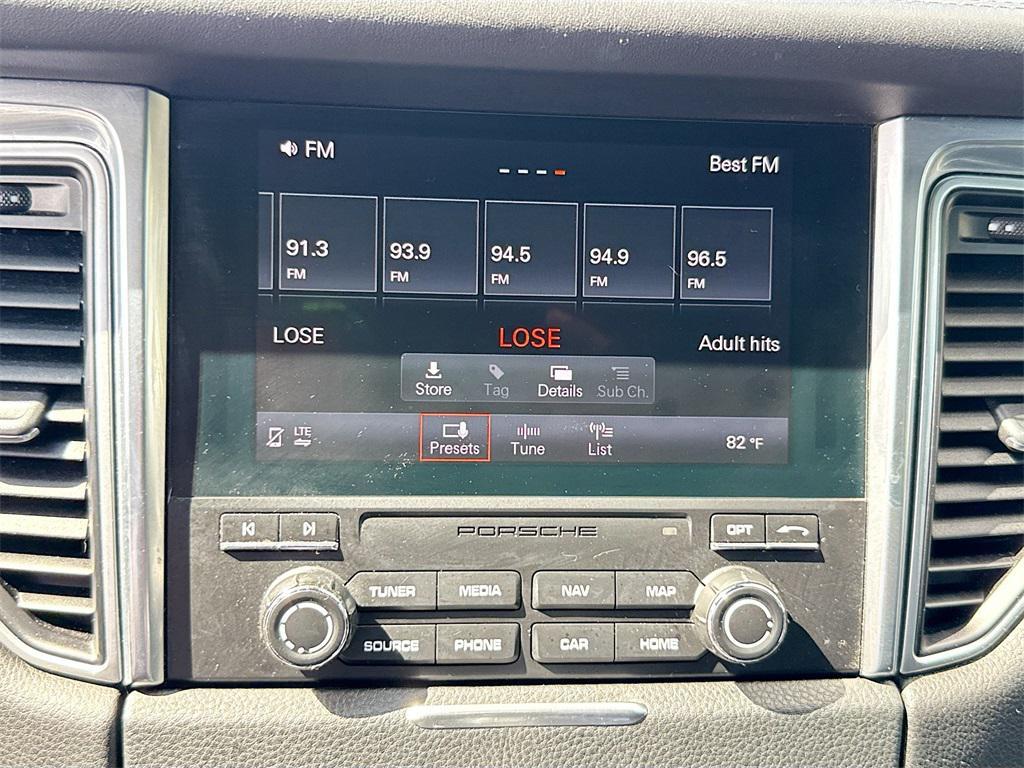 FM
Best FM
91.3 93.9 94.5 94.9 96.5
FM FM FM FM FM
LOSE LOSE Adult hits
Store Tag Details Sub Ch.
LTE
Presets Tune List 82 °F
PORSCHE OPT
TUNER MEDIA NAV MAP
SOURCE PHONE CAR HOME